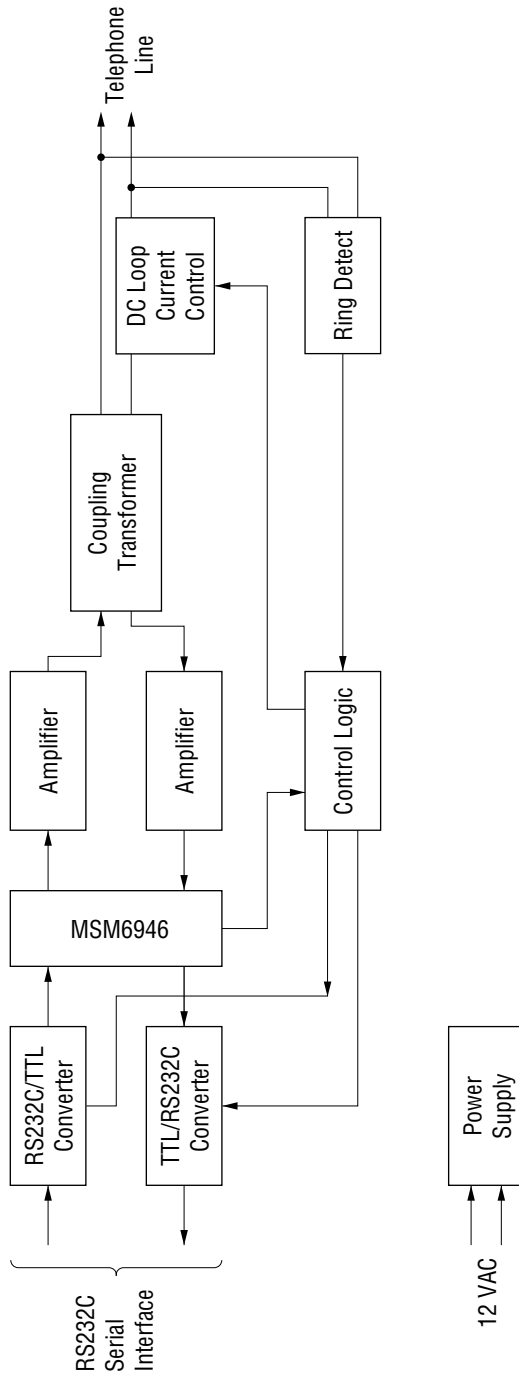 RS232C
Serial
Interface
RS232C/TTL
Converter
TTL/RS232C
Converter
MSM6946
Amplifier
Amplifier
Coupling
Transformer
DC Loop
Current
Control
Telephone
Line
Control Logic
Ring Detect
12 VAC
Power
Supply